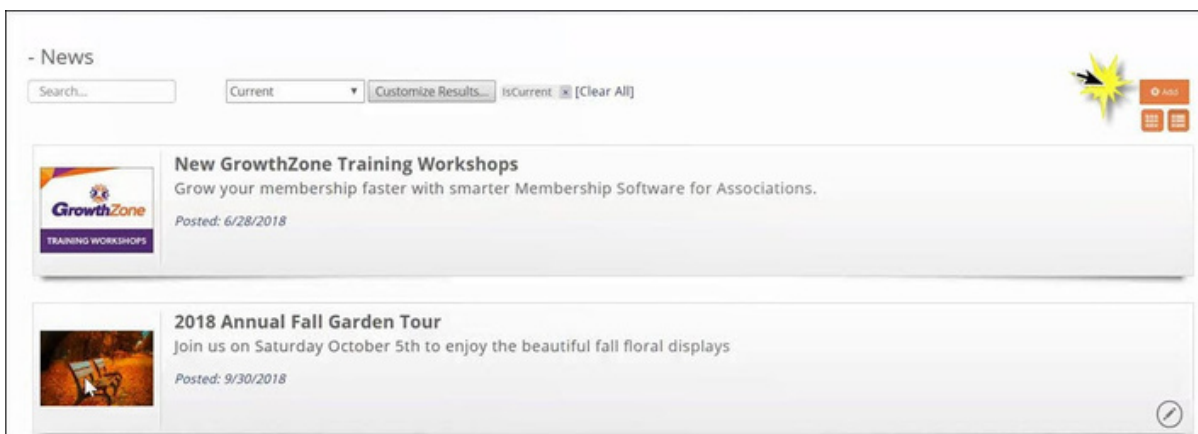 - News
Search...
Current
Customize Results...
IsCurrent x [Clear All]
Add
New GrowthZone Training Workshops
Grow your membership faster with smarter Membership Software for Associations.
GrowthZone
Posted: 6/28/2018
TRAINING WORKSHOPS
2018 Annual Fall Garden Tour
Join us on Saturday October 5th to enjoy the beautiful fall floral displays
Posted: 9/30/2018